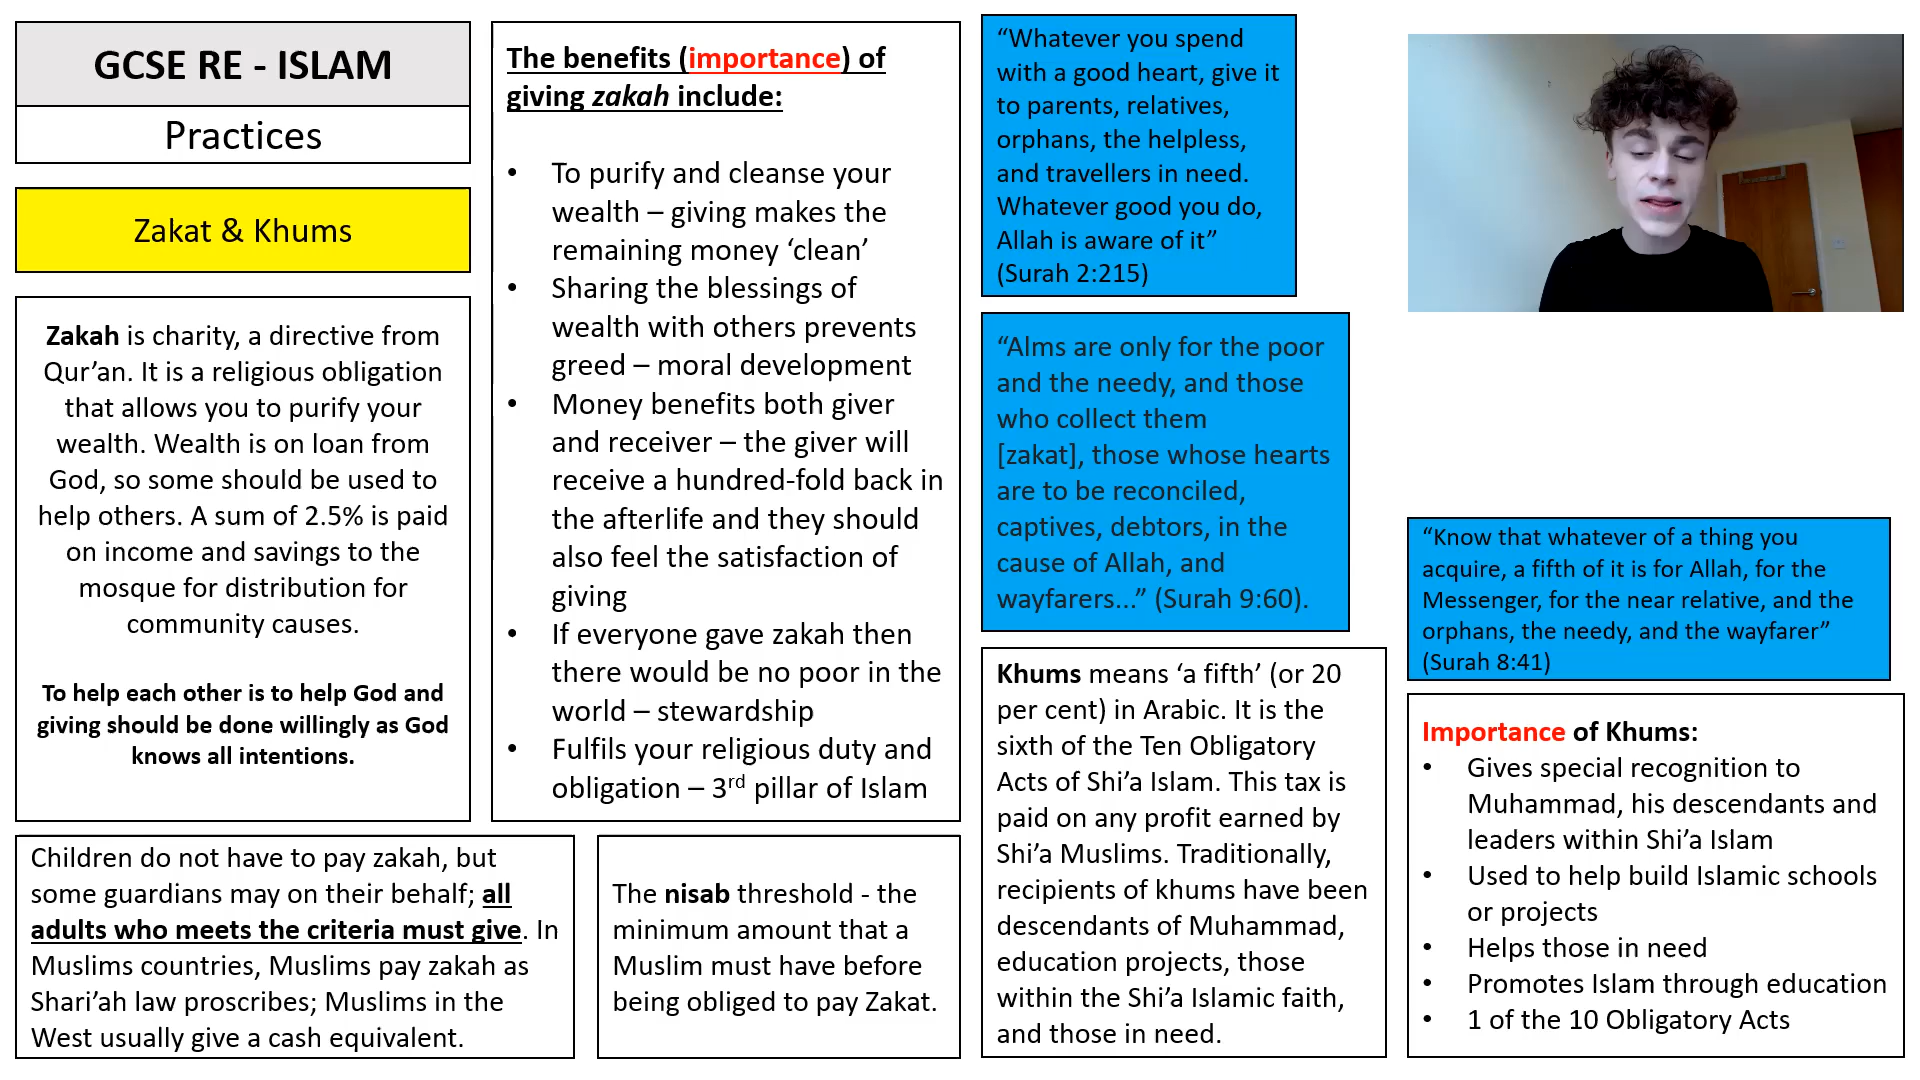 GCSE RE - ISLAM
Practices
Zakat & Khums
Zakah is charity, a directive from
Qur’an. It is a religious obligation
that allows you to purify your
wealth. Wealth is on loan from
God, so some should be used to
help others. A sum of 2.5% is paid
on income and savings to the
mosque for distribution for
community causes.
To help each other is to help God and
giving should be done willingly as God
knows all intentions.
Children do not have to pay zakah, but
some guardians may on their behalf; all
adults who meets the criteria must give. In
Muslims countries, Muslims pay zakah as
Shari’ah law proscribes; Muslims in the
West usually give a cash equivalent.
The benefits (importance) of
giving zakah include:
• To purify and cleanse your
wealth – giving makes the
remaining money ‘clean’
• Sharing the blessings of
wealth with others prevents
greed – moral development
• Money benefits both giver
and receiver – the giver will
receive a hundred-fold back in
the afterlife and they should
also feel the satisfaction of
giving
• If everyone gave zakah then
there would be no poor in the
world – stewardship
• Fulfils your religious duty and
obligation – 3rd pillar of Islam
The nisab threshold - the
minimum amount that a
Muslim must have before
being obliged to pay Zakat.
“Whatever you spend
with a good heart, give it
to parents, relatives,
orphans, the helpless,
and travellers in need.
Whatever good you do,
Allah is aware of it”
(Surah 2:215)
“Alms are only for the poor
and the needy, and those
who collect them
[zakat], those whose hearts
are to be reconciled,
captives, debtors, in the
cause of Allah, and
wayfarers...” (Surah 9:60).
Khums means ‘a fifth’ (or 20
per cent) in Arabic. It is the
sixth of the Ten Obligatory
Acts of Shi’a Islam. This tax is
paid on any profit earned by
Shi’a Muslims. Traditionally,
recipients of khums have been
descendants of Muhammad,
education projects, those
within the Shi’a Islamic faith,
and those in need.
“Know that whatever of a thing you
acquire, a fifth of it is for Allah, for the
Messenger, for the near relative, and the
orphans, the needy, and the wayfarer”
(Surah 8:41)
Importance of Khums:
• Gives special recognition to
Muhammad, his descendants and
leaders within Shi’a Islam
• Used to help build Islamic schools
or projects
• Helps those in need
• Promotes Islam through education
• 1 of the 10 Obligatory Acts